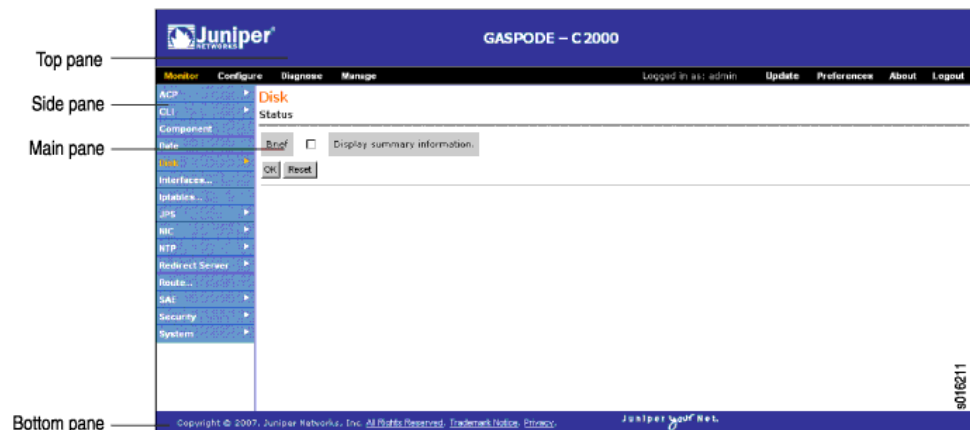 Juniper
NETWORKS
GASPODE – C2000
Top pane
Monitor Configure Diagnose Manage Logged in as: admin Update Preferences About Logout
Side pane
ACP
Disk
CLI
Status
Component
Main pane
Date
Brief Display summary information.
Disk
OK Reset
Interfaces...
Iptables...
JPS
NIC
NTP
Redirect Server
Route...
SAE
Security
System
s016211
Bottom pane
Copyright © 2007, Juniper Networks, Inc. All Rights Reserved. Trademark Notice. Privacy.
Juniper your Net.